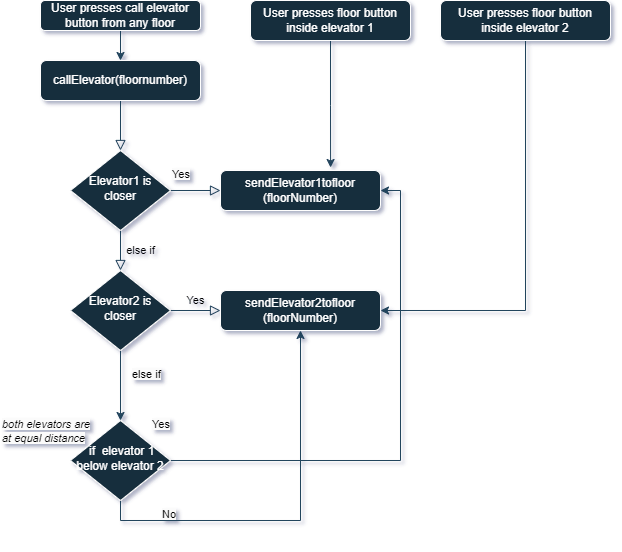 User presses call elevator
button from any floor
User presses floor button
inside elevator 1
User presses floor button
inside elevator 2
callElevator(floornumber)
Elevator1 is
closer
Yes
sendElevator1tofloor
(floorNumber)
else if
Elevator2 is
closer
Yes
sendElevator2tofloor
(floorNumber)
else if
both elevators are
at equal distance
Yes
if elevator 1
below elevator 2
No